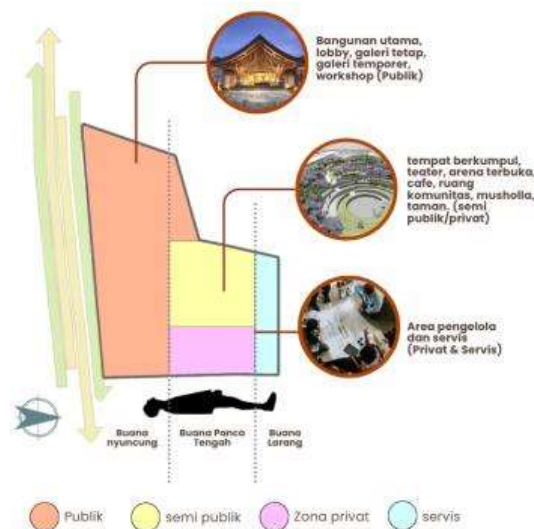 Bangunan utama,
lobby, galeri tetap,
galeri temporer,
workshop (Publik)
tempat berkumpul,
teater, arena terbuka,
cafe, ruang
komunitas, musholla,
taman. (semi
publik/privat)
Area pengelola
dan servis
(Privat & Servis)
Buana
nyuncung
Buana Panca
Tengah
Buana
Larang
Publik
semi publik
Zona privat
servis